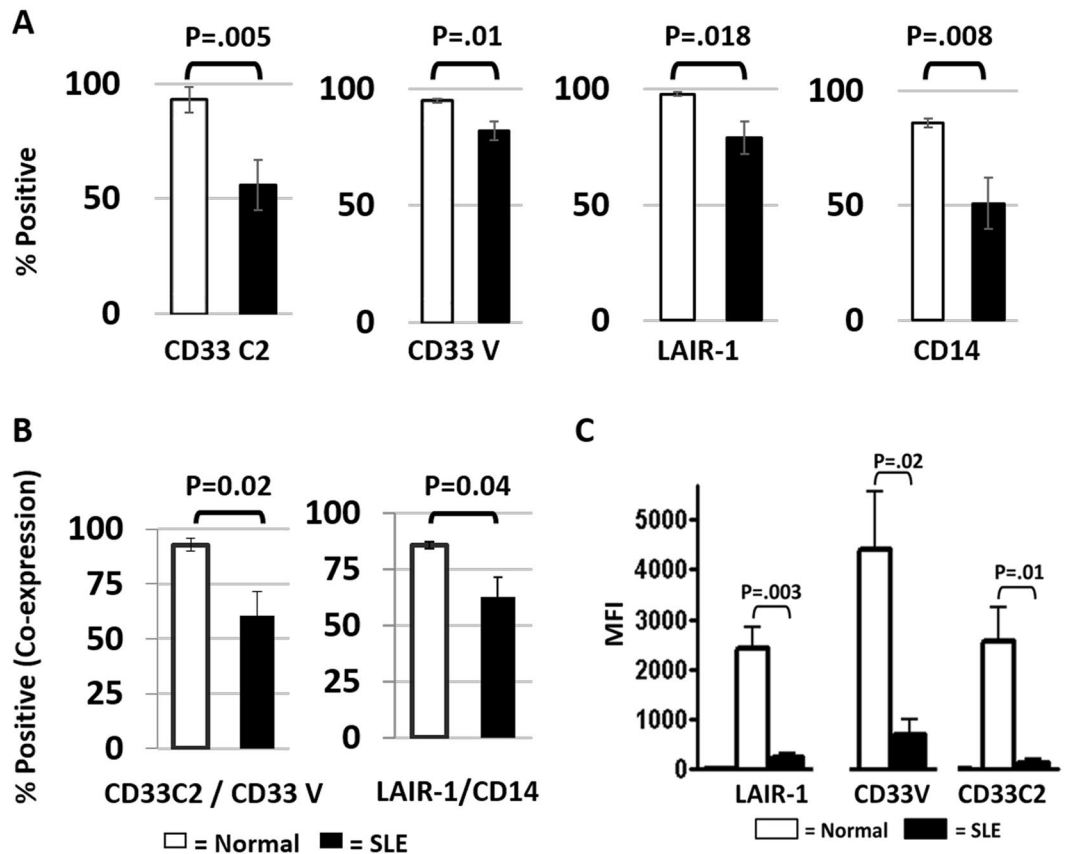 A
P=.005
P=.01
P=.018
P=.008
% Positive
100
50
0
CD33 C2
100
50
0
CD33 V
100
50
0
LAIR-1
100
50
0
CD14
B
% Positive (Co-expression)
P=0.02
100
75
50
25
0
CD33C2 / CD33 V
P=0.04
100
75
50
25
0
LAIR-1/CD14
= Normal = SLE
C
MFI
5000
4000
3000
2000
1000
0
P=.003
P=.02
P=.01
LAIR-1
CD33V
CD33C2
= Normal = SLE